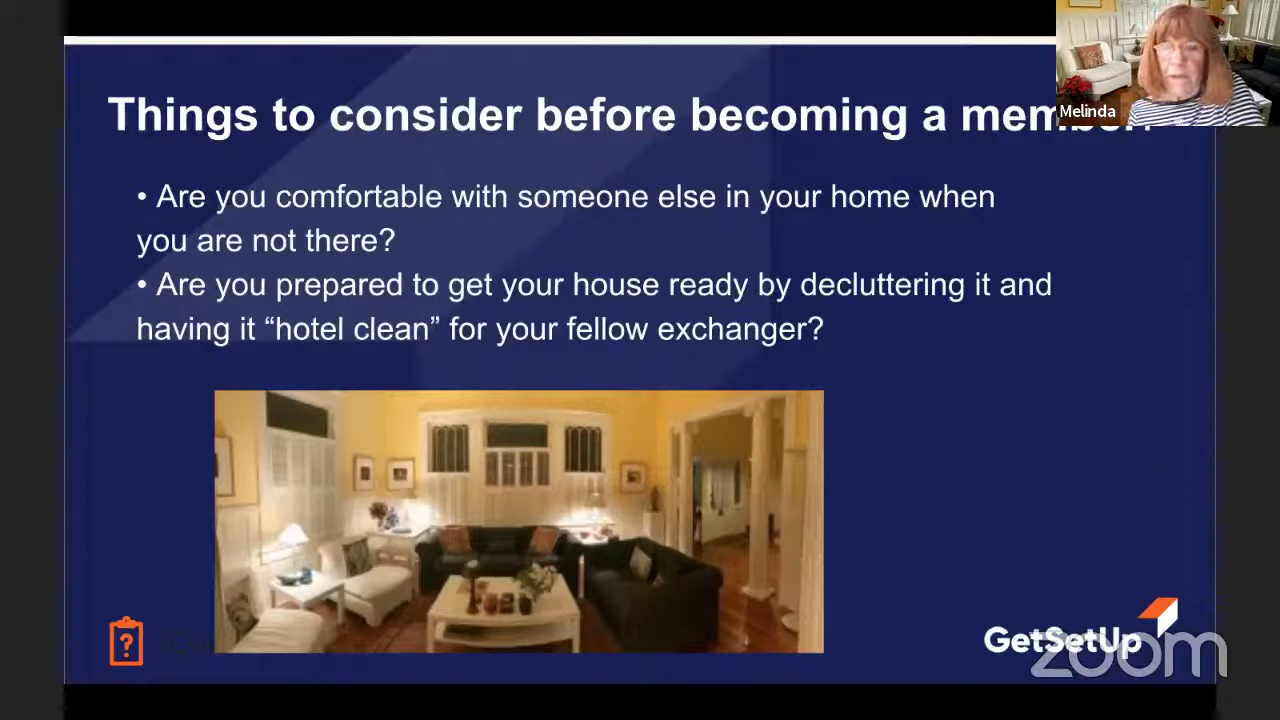 Things to consider before becoming a member?
• Are you comfortable with someone else in your home when
you are not there?
• Are you prepared to get your house ready by decluttering it and
having it “hotel clean” for your fellow exchanger?
Melinda
GetSetUp
zoom